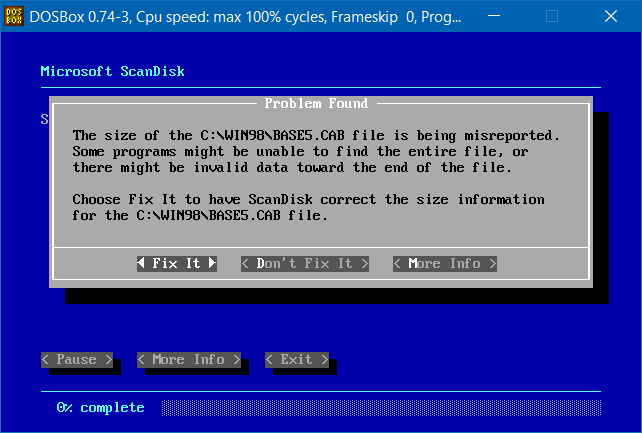 DOSBox 0.74-3, Cpu speed: max 100% cycles, Frameskip 0, Prog...
Microsoft ScanDisk
S
Problem Found
The size of the C:\WIN98\BASE5.CAB file is being misreported.
Some programs might be unable to find the entire file, or
there might be invalid data toward the end of the file.
Choose Fix It to have ScanDisk correct the size information
for the C:\WIN98\BASE5.CAB file.
◄ Fix It ► < Don't Fix It > < More Info >
< Pause > < More Info > < Exit >
0% complete